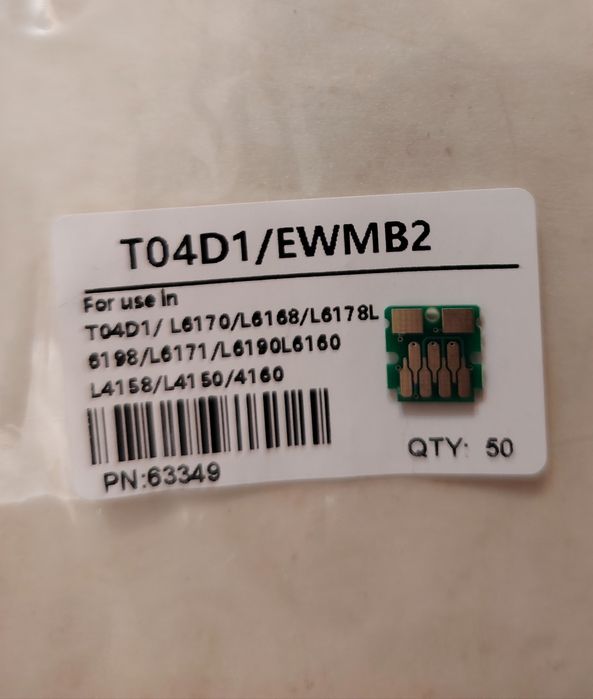 T04D1/EWMB2
For use in
T04D1/ L6170/L6168/L6178L
6198/L6171/L6190L6160
L4158/L4150/4160
PN:63349
QTY: 50